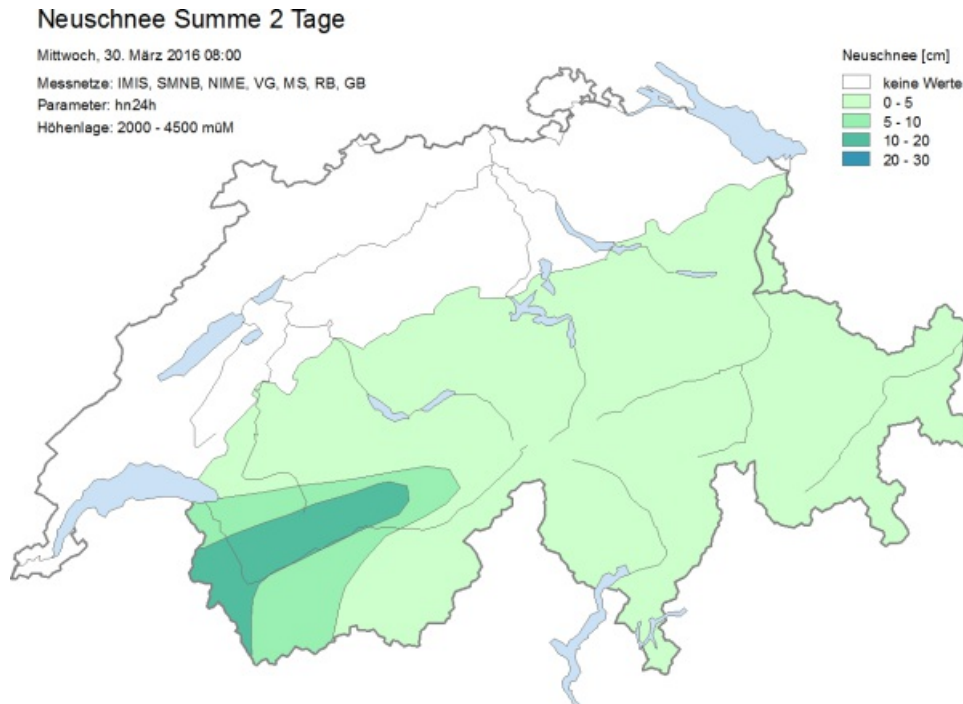 Neuschnee Summe 2 Tage
Mittwoch, 30. März 2016 08:00
Messnetze: IMIS, SMNB, NIME, VG, MS, RB, GB
Parameter: hn24h
Höhenlage: 2000 - 4500 müM
Neuschnee [cm]
keine Werte
0 - 5
5 - 10
10 - 20
20 - 30